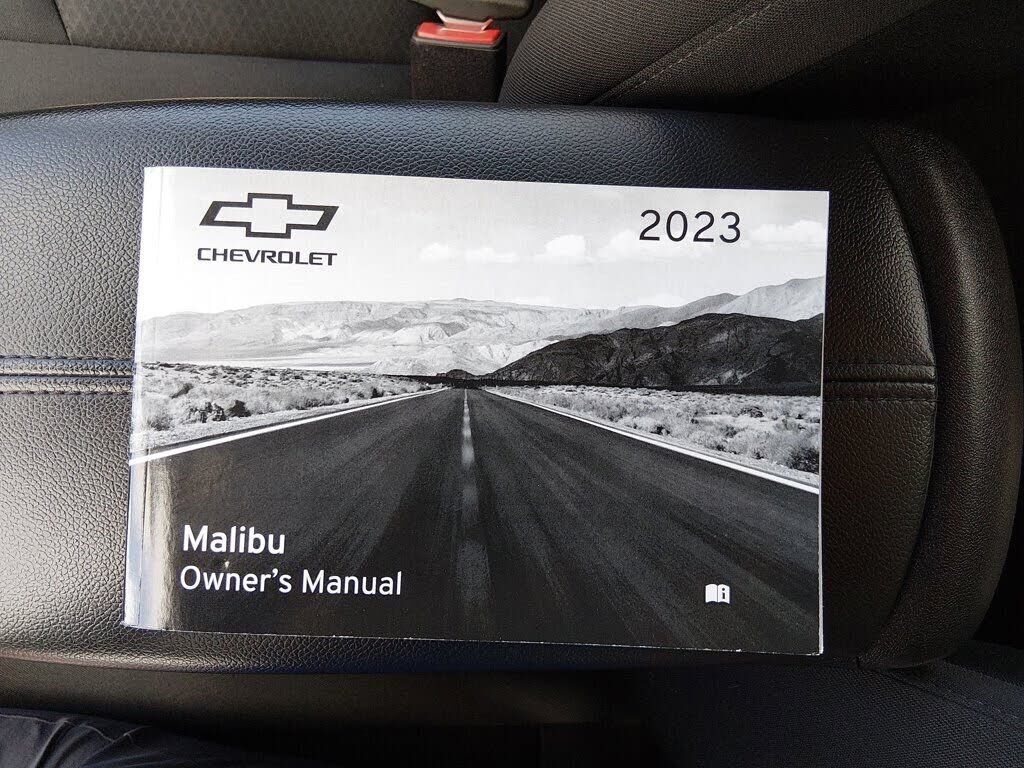 CHEVROLET
2023
Malibu
Owner's Manual